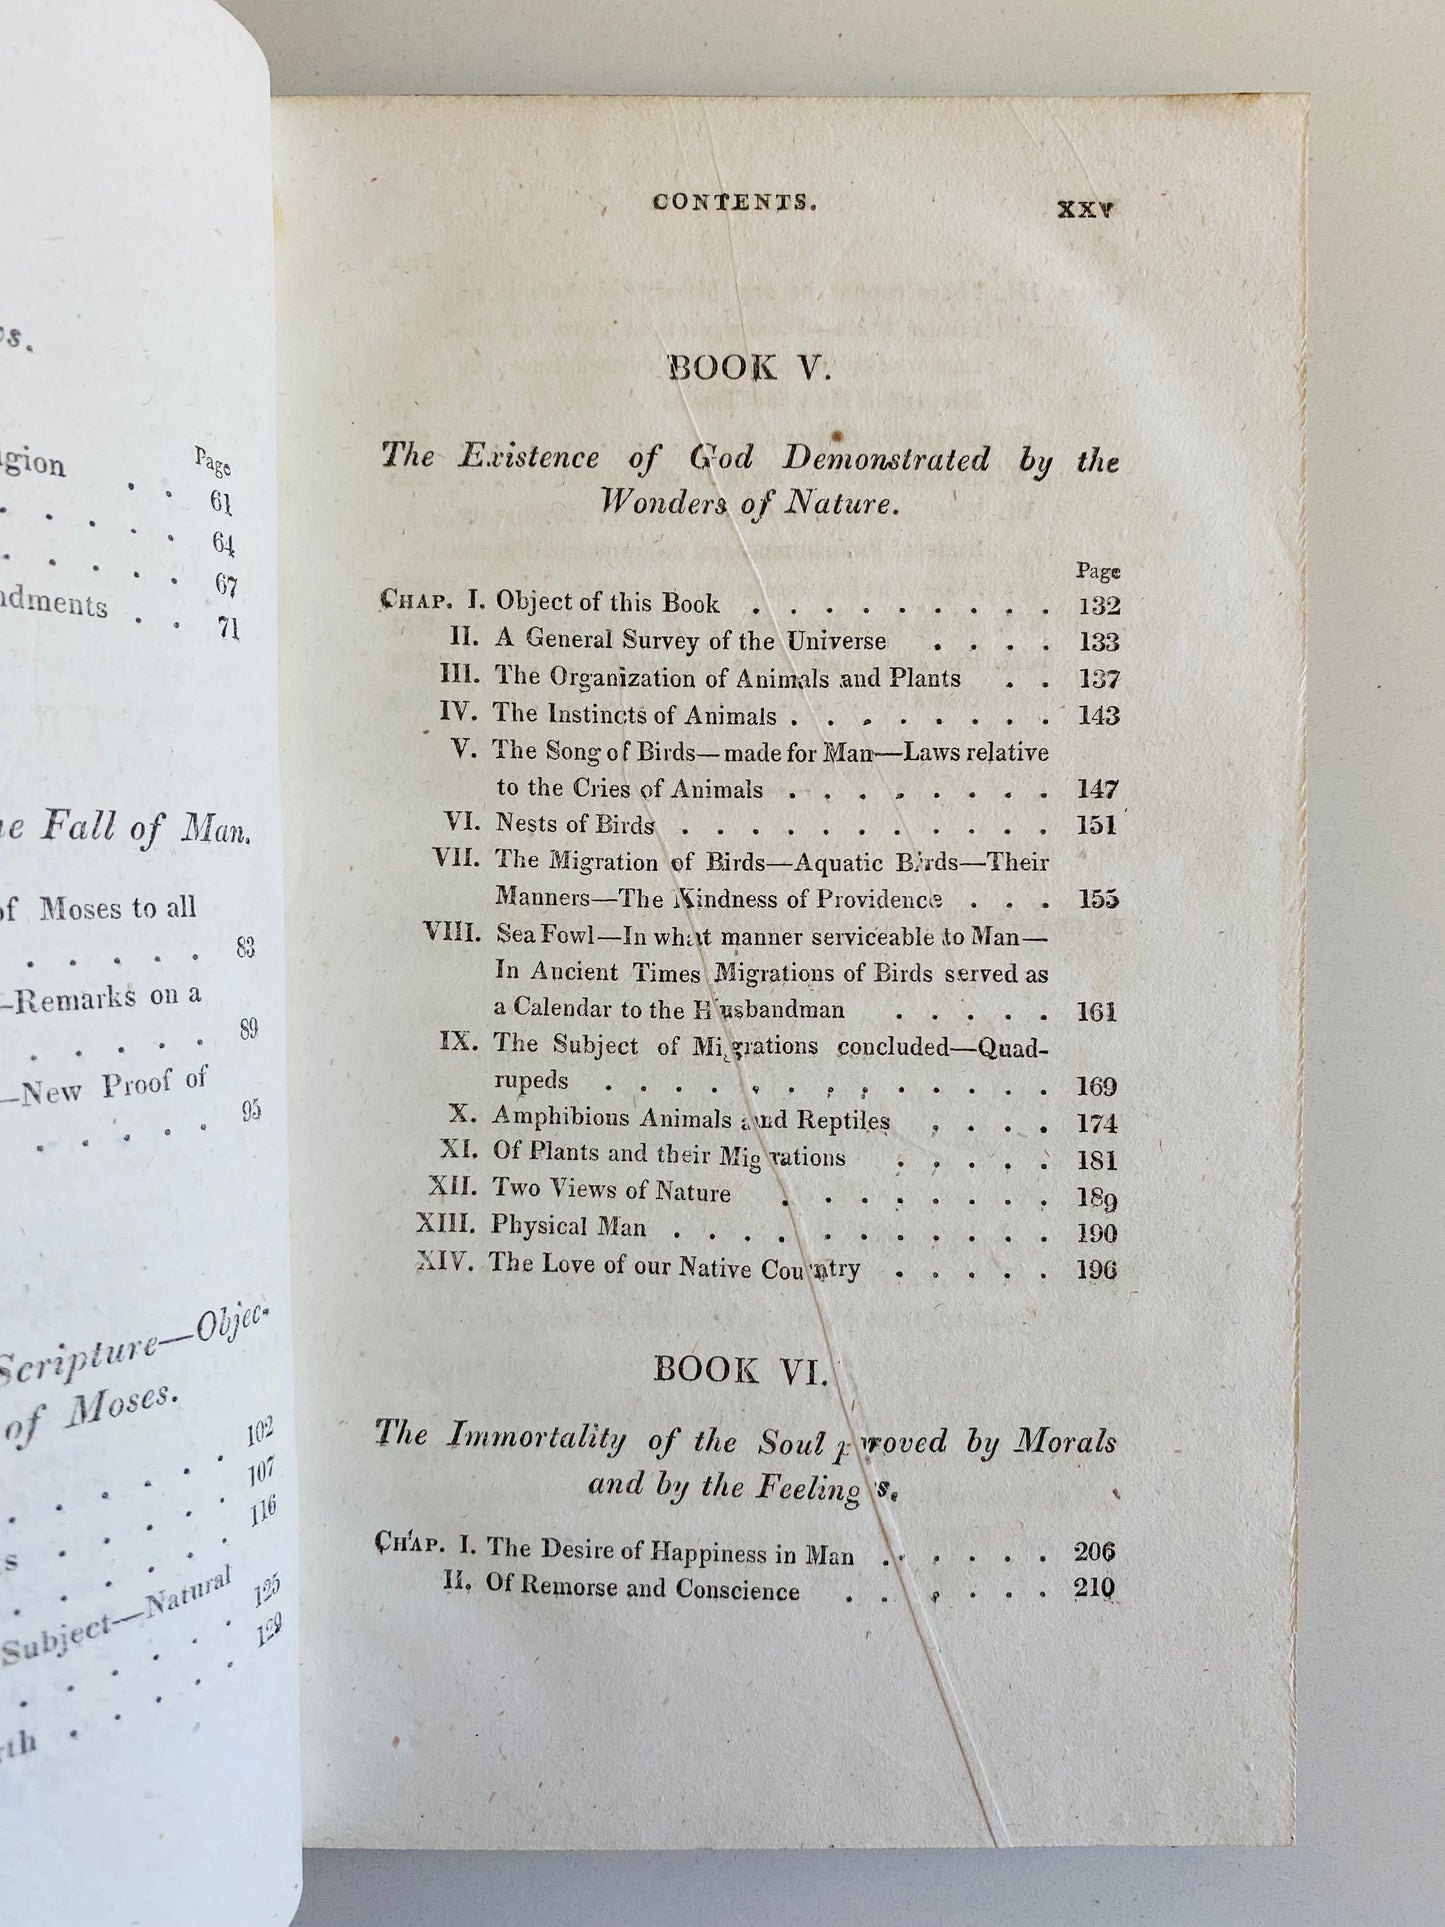 s.
Page
gion . . 61
. . . . . 64
. . . . . 67
ndments . . 71
Fall of Man.
of Moses to all
. . . . . 83
—Remarks on a
. . . . . 89
—New Proof of
. . . . . 95
Scripture—Objec-
of Moses.
102
107
s . . . . . 116
Subject—Natural
. . . . . 125
rth . . . . . 129
CONTENTS. XXV
BOOK V.
The Existence of God Demonstrated by the
Wonders of Nature.
Page
CHAP. I. Object of this Book . . . . . . . . . 132
II. A General Survey of the Universe . . . . 133
III. The Organization of Animals and Plants . . 137
IV. The Instincts of Animals . . . . . . . . 143
V. The Song of Birds—made for Man—Laws relative
to the Cries of Animals . . . . . . . . 147
VI. Nests of Birds . . . . . . . . . . . 151
VII. The Migration of Birds—Aquatic Birds—Their
Manners—The Kindness of Providence . . . 155
VIII. Sea Fowl—In what manner serviceable to Man—
In Ancient Times Migrations of Birds served as
a Calendar to the Husbandman . . . . . 161
IX. The Subject of Migrations concluded—Quad-
rupeds . . . . . . . . . . . . . 169
X. Amphibious Animals and Reptiles . . . . 174
XI. Of Plants and their Migrations . . . . . 181
XII. Two Views of Nature . . . . . . . . 189
XIII. Physical Man . . . . . . . . . . . 190
XIV. The Love of our Native Country . . . . . 196
BOOK VI.
The Immortality of the Soul proved by Morals
and by the Feelings.
CHAP. I. The Desire of Happiness in Man . . . . . 206
II. Of Remorse and Conscience . . . . . . 210